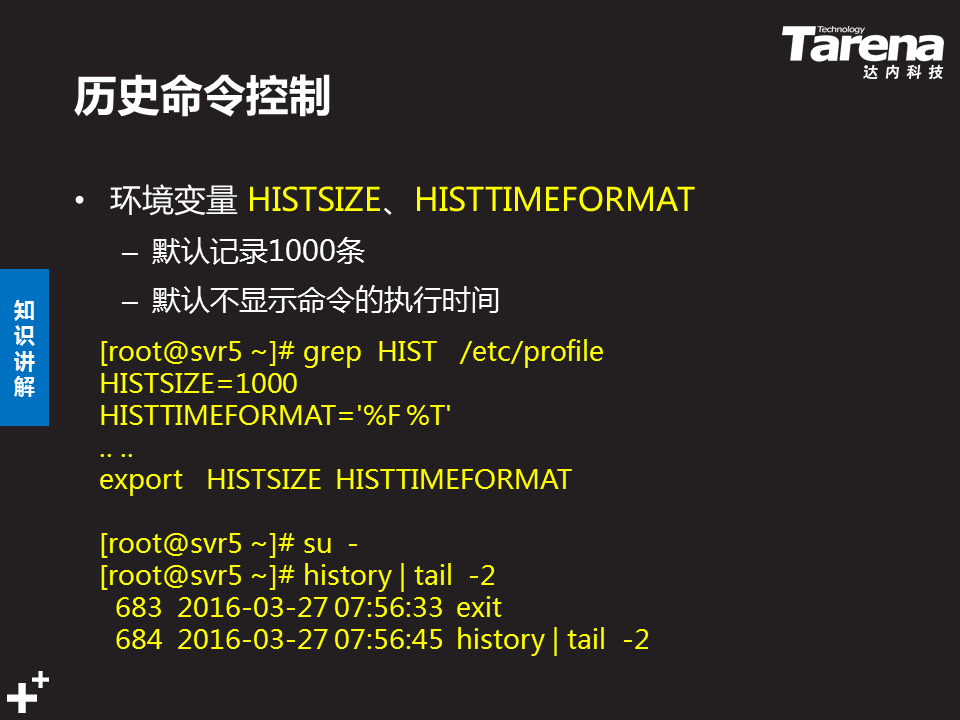 Technology
Tarena
达内科技
历史命令控制
• 环境变量 HISTSIZE、HISTTIMEFORMAT
– 默认记录1000条
– 默认不显示命令的执行时间
知识讲解
[root@svr5 ~]# grep  HIST   /etc/profile
HISTSIZE=1000
HISTTIMEFORMAT='%F %T'
.. ..
export   HISTSIZE  HISTTIMEFORMAT
[root@svr5 ~]# su  -
[root@svr5 ~]# history | tail  -2
683  2016-03-27 07:56:33  exit
684  2016-03-27 07:56:45  history | tail  -2